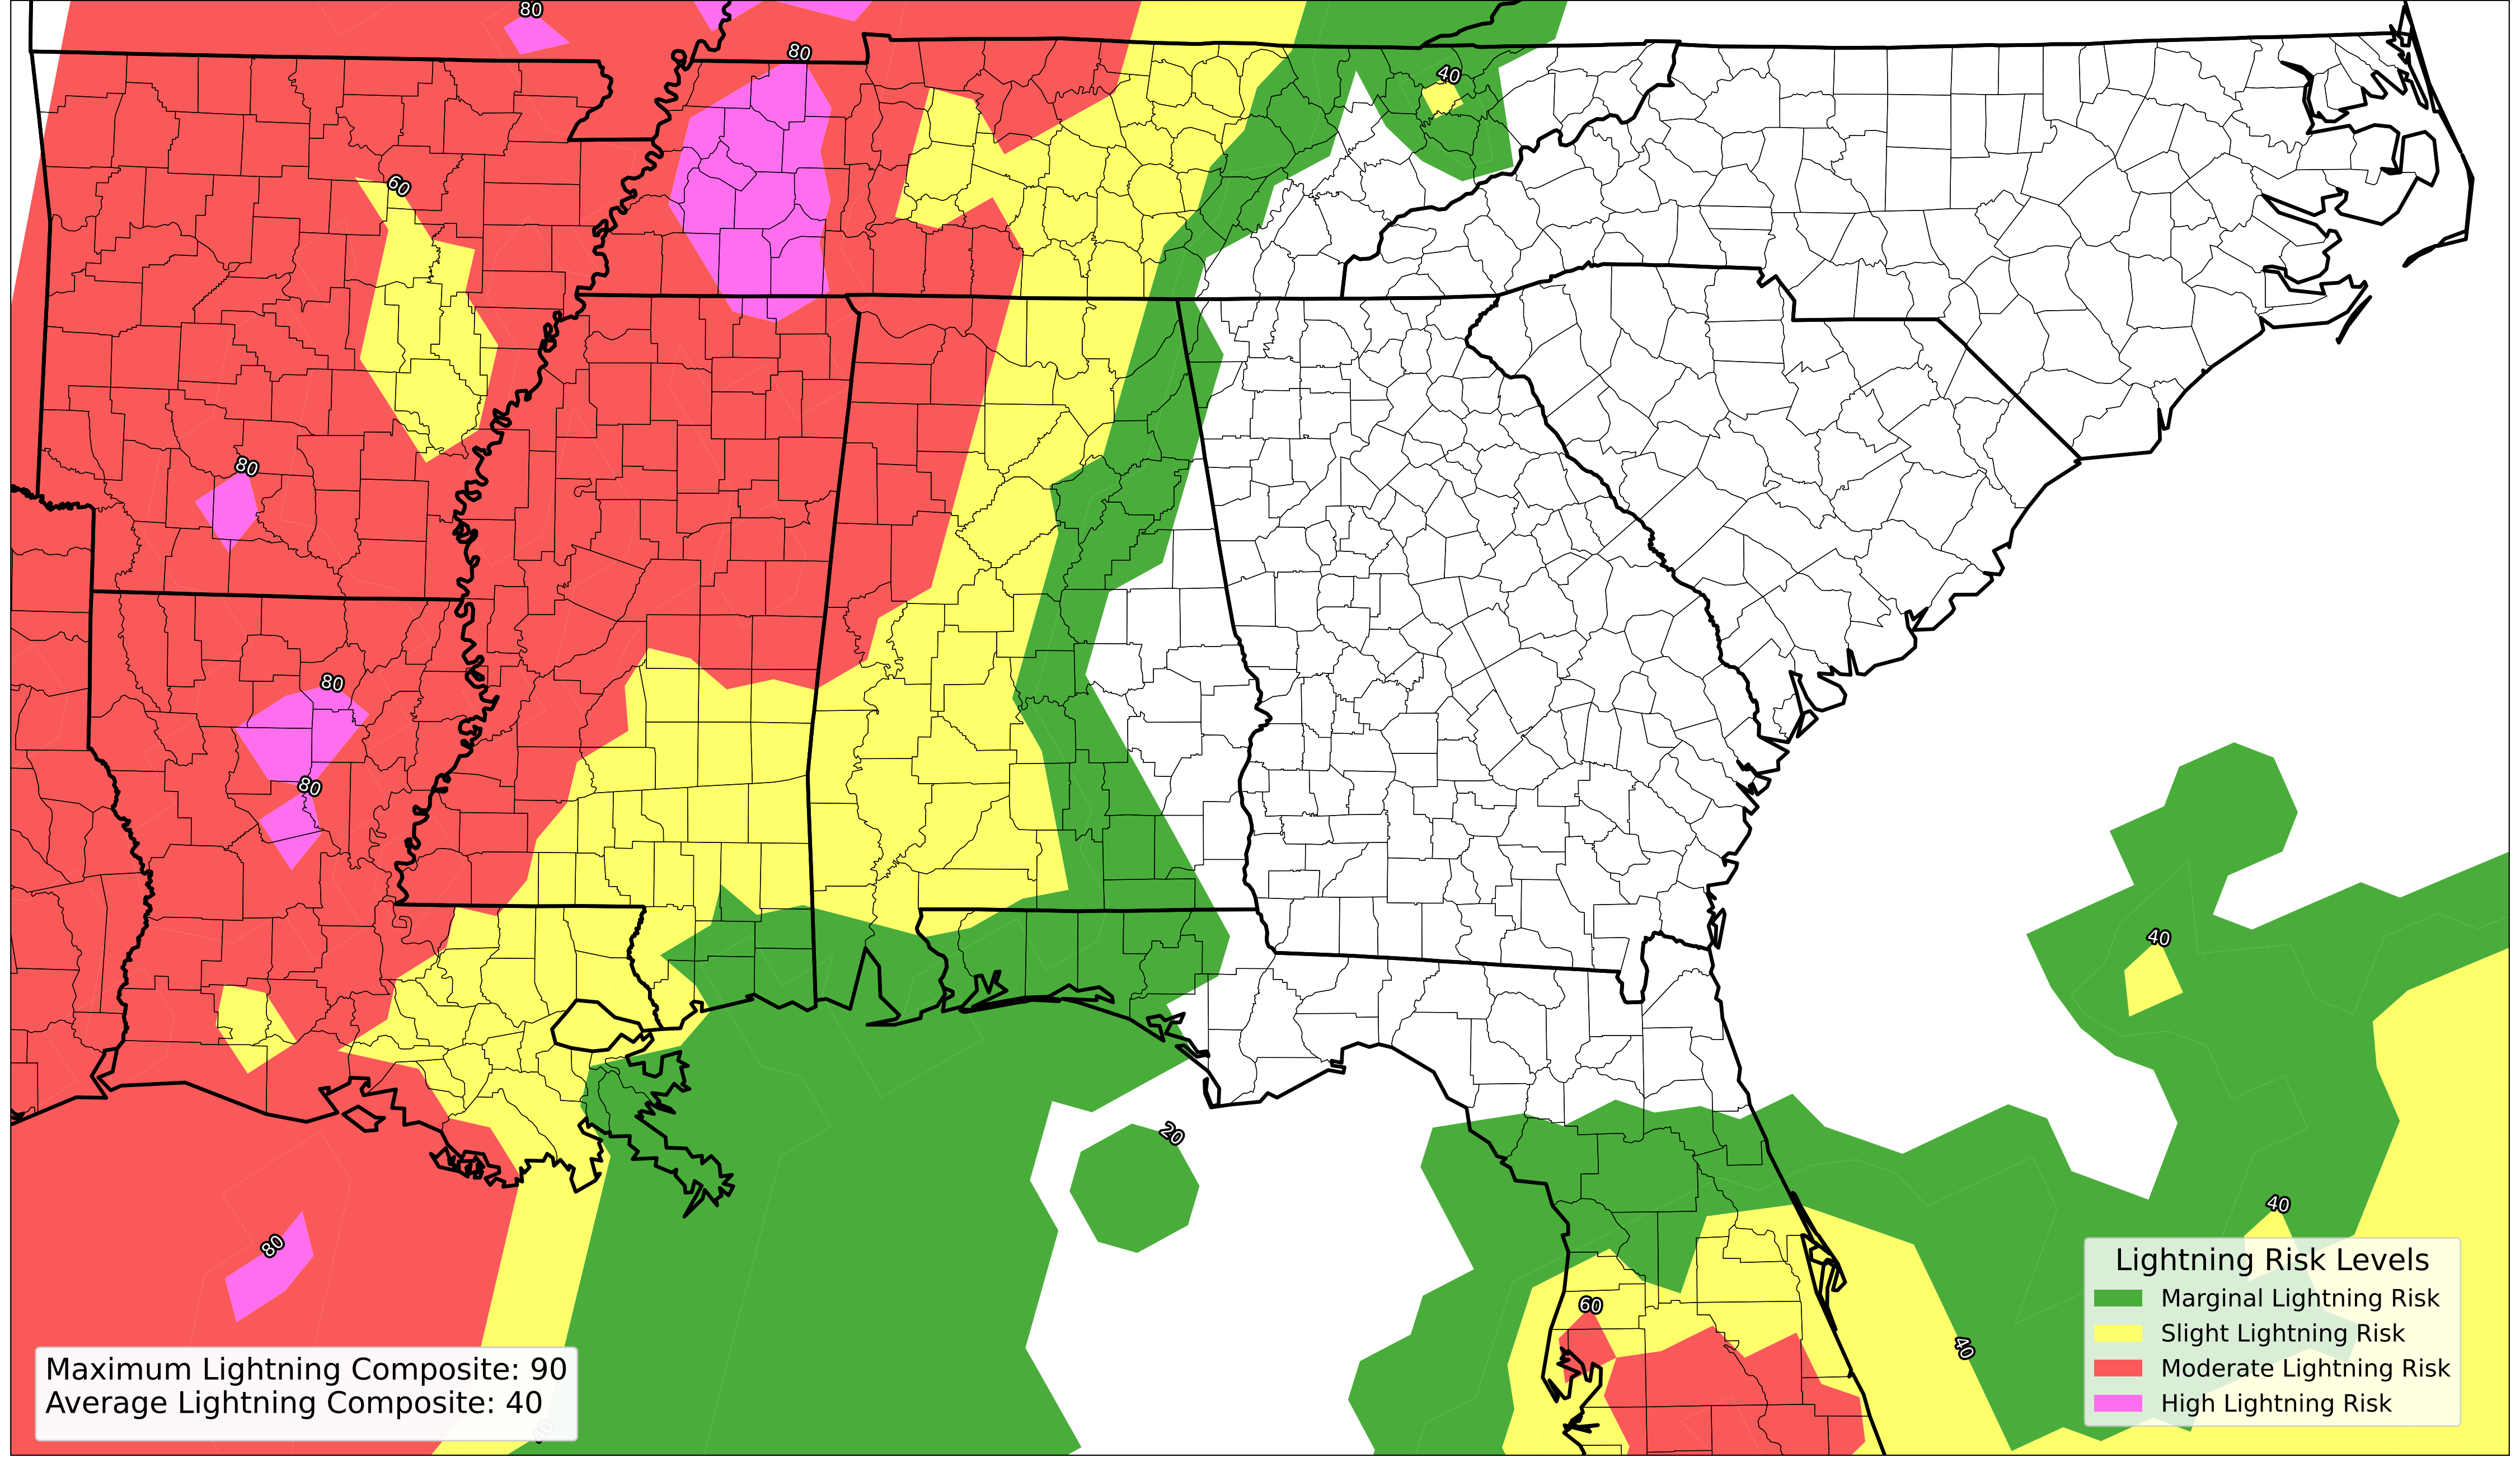 80
80
40
60
80
80
80
40
20
40
80
60
40
Lightning Risk Levels
Marginal Lightning Risk
Slight Lightning Risk
Moderate Lightning Risk
High Lightning Risk
Maximum Lightning Composite: 90
Average Lightning Composite: 40